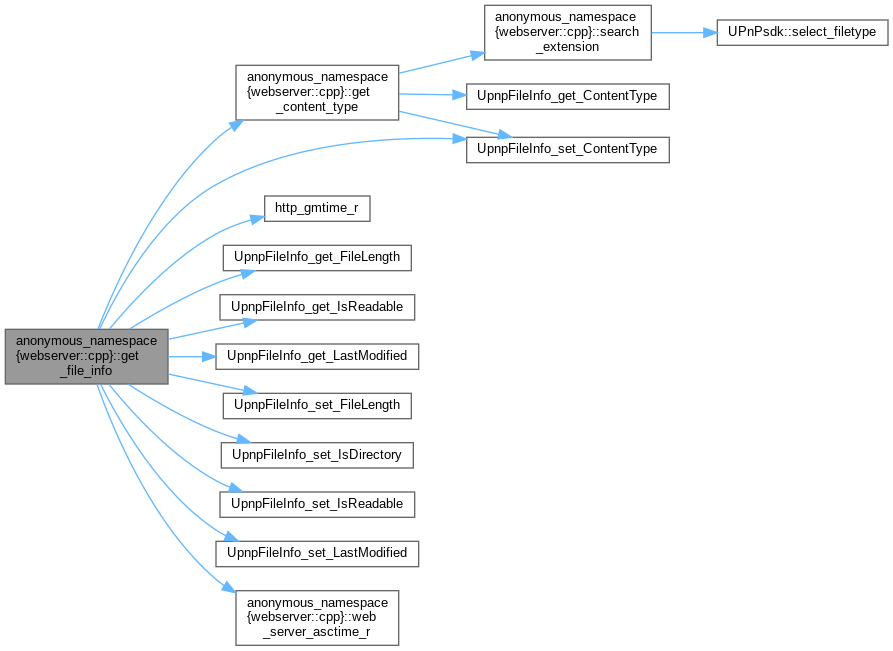 anonymous_namespace
{webserver::cpp}::search
_extension
UPnPsdk::select_filetype
anonymous_namespace
{webserver::cpp}::get
_content_type
UpnpFileInfo_get_ContentType
UpnpFileInfo_set_ContentType
http_gmtime_r
UpnpFileInfo_get_FileLength
UpnpFileInfo_get_IsReadable
anonymous_namespace
{webserver::cpp}::get
_file_info
UpnpFileInfo_get_LastModified
UpnpFileInfo_set_FileLength
UpnpFileInfo_set_IsDirectory
UpnpFileInfo_set_IsReadable
UpnpFileInfo_set_LastModified
anonymous_namespace
{webserver::cpp}::web
_server_asctime_r